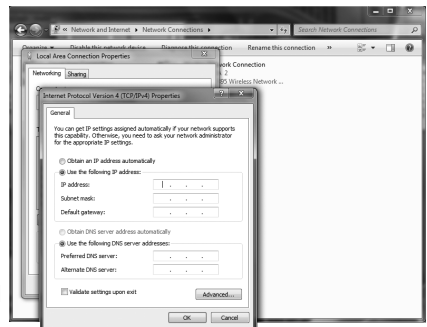 « Network and Internet ▸ Network Connections ▸
Search Network Connections
Organize Disable this network device Diagnose this connection Rename this connection »
Local Area Connection Properties
Networking Sharing
Internet Protocol Version 4 (TCP/IPv4) Properties
General
You can get IP settings assigned automatically if your network supports
this capability. Otherwise, you need to ask your network administrator
for the appropriate IP settings.
Obtain an IP address automatically
Use the following IP address:
IP address:
Subnet mask:
Default gateway:
Obtain DNS server address automatically
Use the following DNS server addresses:
Preferred DNS server:
Alternate DNS server:
Validate settings upon exit
Advanced...
OK Cancel
work Connection
2
95 Wireless Network ...